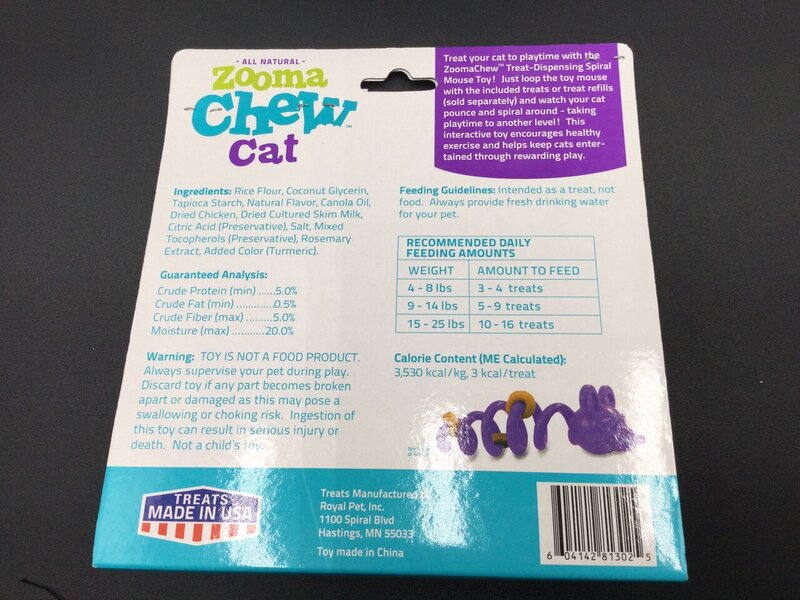 - ALL NATURAL -
Zooma
Chew™
Cat
Treat your cat to playtime with the
ZoomaChew™ Treat-Dispensing Spiral
Mouse Toy! Just loop the toy mouse
with the included treats or treat refills
(sold separately) and watch your cat
pounce and spiral around - taking
playtime to another level! This
interactive toy encourages healthy
exercise and helps keep cats enter-
tained through rewarding play.
Ingredients: Rice Flour, Coconut Glycerin,
Tapioca Starch, Natural Flavor, Canola Oil,
Dried Chicken, Dried Cultured Skim Milk,
Citric Acid (Preservative), Salt, Mixed
Tocopherols (Preservative), Rosemary
Extract, Added Color (Turmeric).
Guaranteed Analysis:
Crude Protein (min) ......5.0%
Crude Fat (min) .............0.5%
Crude Fiber (max) .........5.0%
Moisture (max) ...........20.0%
Warning: TOY IS NOT A FOOD PRODUCT.
Always supervise your pet during play.
Discard toy if any part becomes broken
apart or damaged as this may pose a
swallowing or choking risk. Ingestion of
this toy can result in serious injury or
death. Not a child's toy.
Feeding Guidelines: Intended as a treat, not
food. Always provide fresh drinking water
for your pet.
RECOMMENDED DAILY
FEEDING AMOUNTS
WEIGHT AMOUNT TO FEED
4 - 8 lbs 3 - 4 treats
9 - 14 lbs 5 - 9 treats
15 - 25 lbs 10 - 16 treats
Calorie Content (ME Calculated):
3,530 kcal/kg, 3 kcal/treat
TREATS
MADE IN USA
Treats Manufactured
Royal Pet, Inc.
1100 Spiral Blvd
Hastings, MN 55033
Toy made in China
6 04142 81302 5